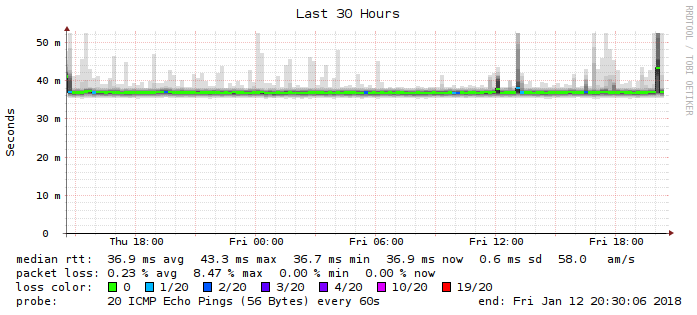 Last 30 Hours
RRDTOOL / TOBI OETIKER
Seconds
50 m
40 m
30 m
20 m
10 m
0
Thu 18:00 Fri 00:00 Fri 06:00 Fri 12:00 Fri 18:00
median rtt: 36.9 ms avg 43.3 ms max 36.7 ms min 36.9 ms now 0.6 ms sd 58.0 am/s
packet loss: 0.23 % avg 8.47 % max 0.00 % min 0.00 % now
loss color: 0 1/20 2/20 3/20 4/20 10/20 19/20
probe: 20 ICMP Echo Pings (56 Bytes) every 60s end: Fri Jan 12 20:30:06 2018